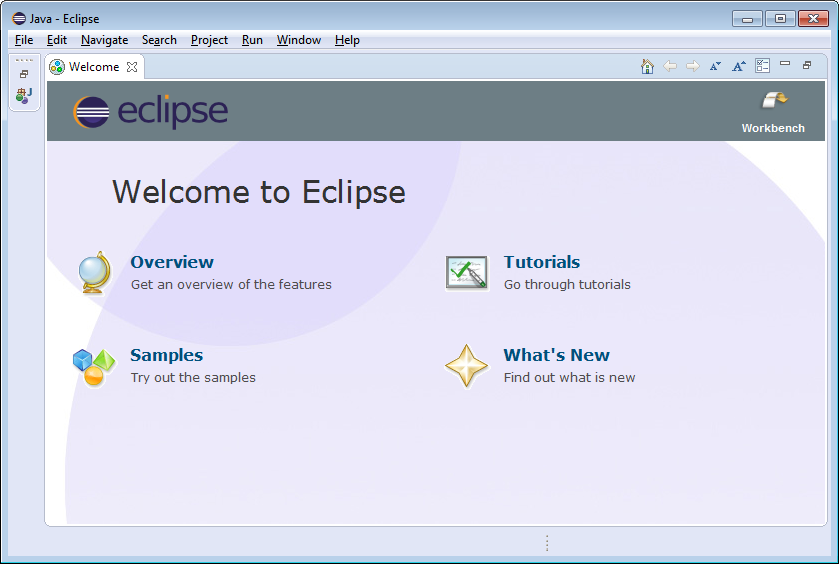 Java - Eclipse
File Edit Navigate Search Project Run Window Help
Welcome
J
A A
eclipse
Workbench
Welcome to Eclipse
Overview
Get an overview of the features
Tutorials
Go through tutorials
Samples
Try out the samples
What's New
Find out what is new